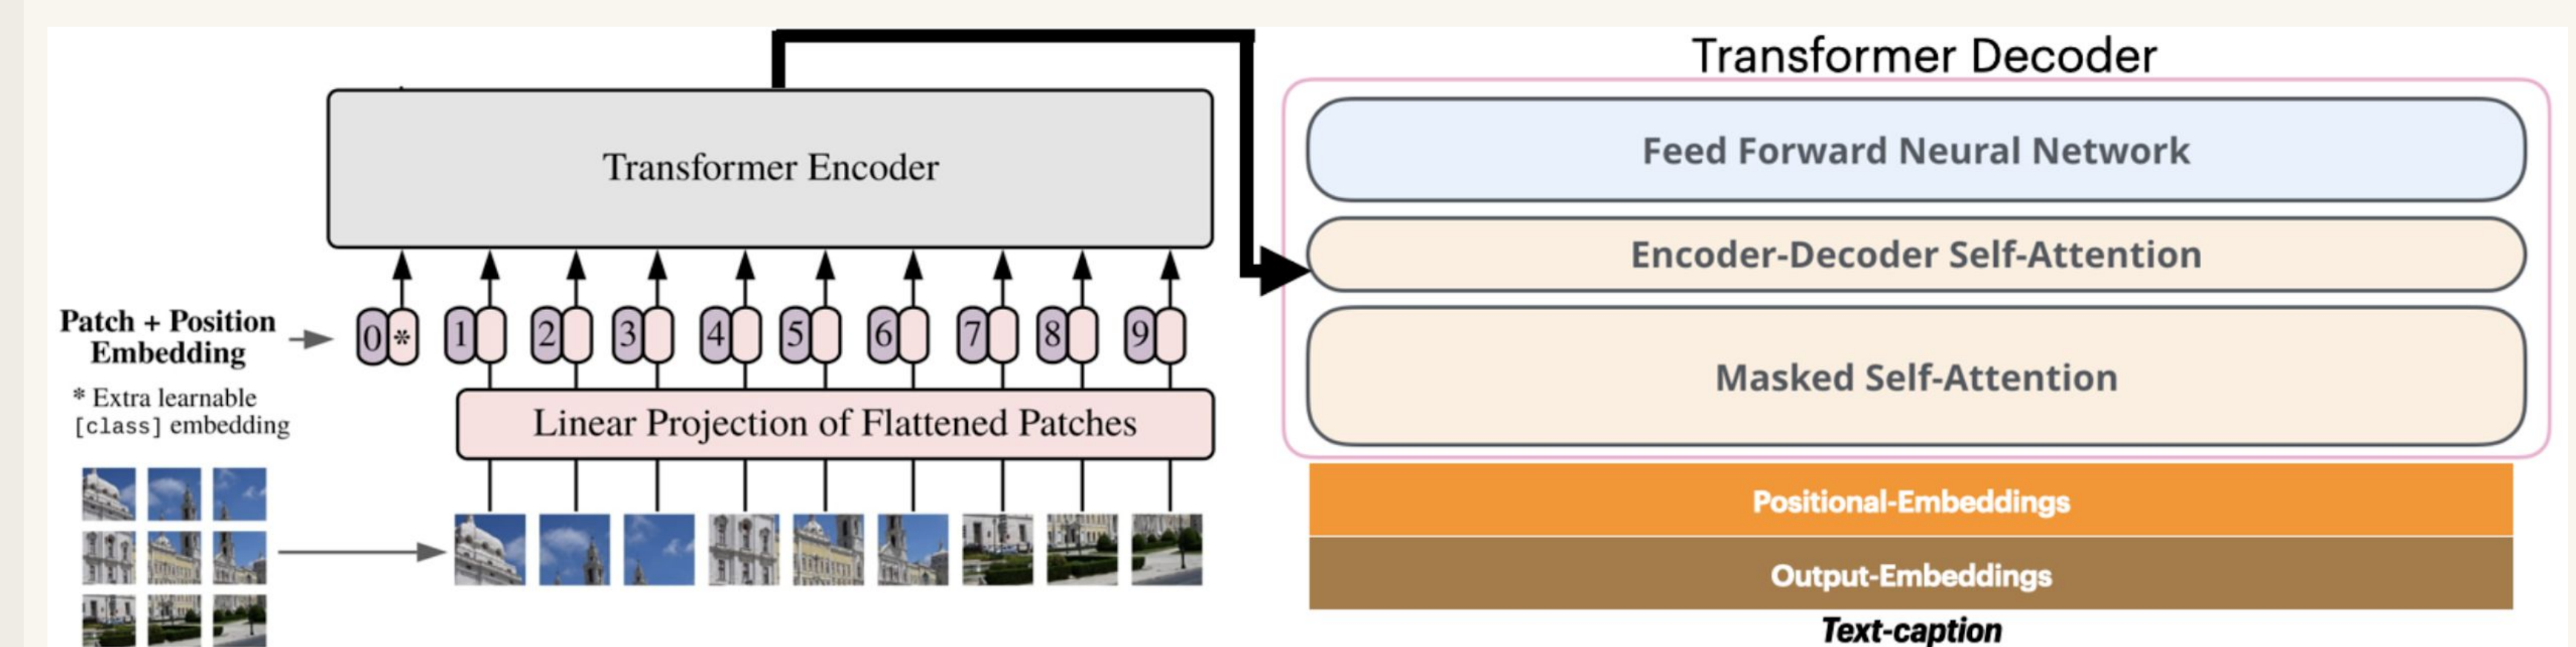 Transformer Decoder
Transformer Encoder
Feed Forward Neural Network
Encoder-Decoder Self-Attention
Masked Self-Attention
Patch + Position
Embedding
* Extra learnable
[class] embedding
0 * 1 2 3 4 5 6 7 8 9
Linear Projection of Flattened Patches
Positional-Embeddings
Output-Embeddings
Text-caption